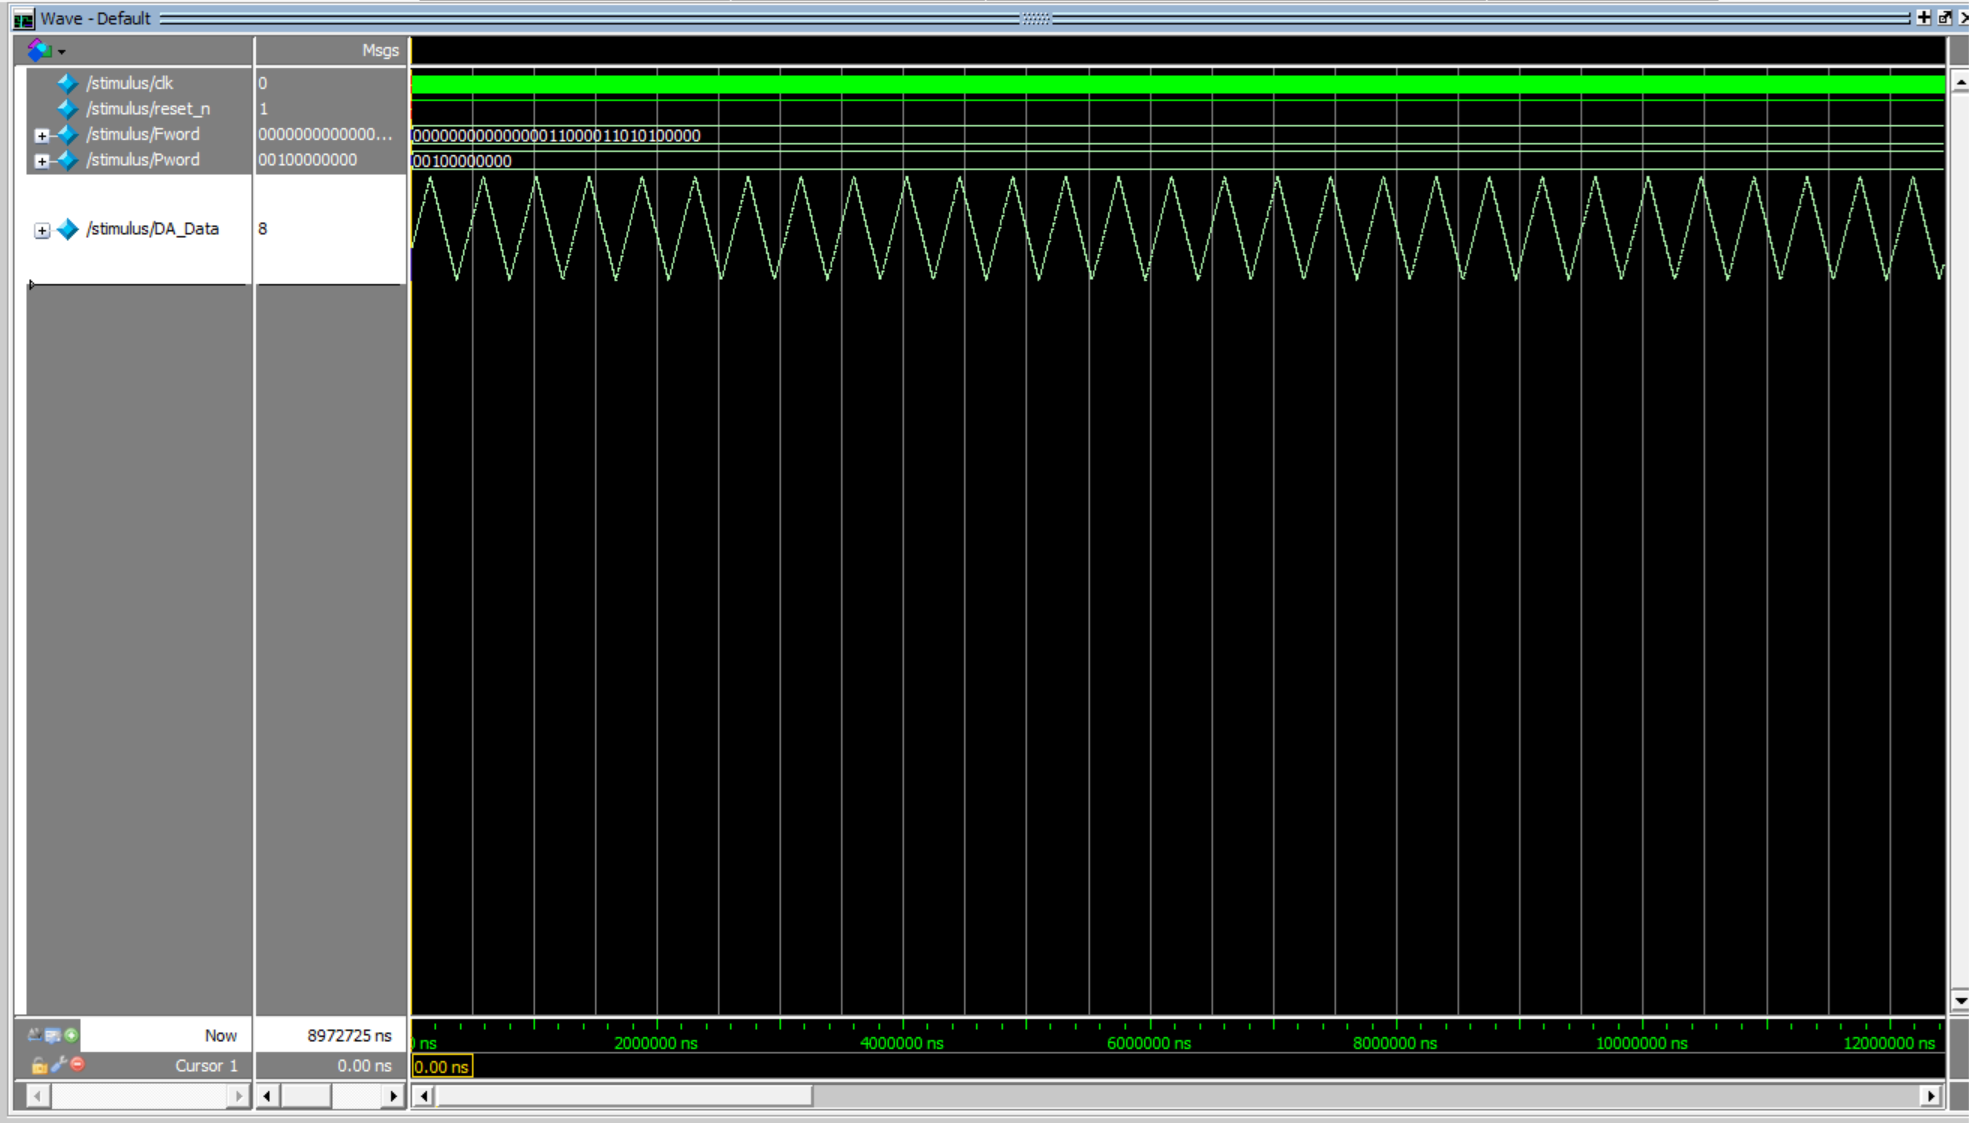 Wave - Default
Msgs
/stimulus/clk 0
/stimulus/reset_n 1
/stimulus/Fword 0000000000000... 00000000000000011000011010100000
/stimulus/Pword 00100000000 00100000000
/stimulus/DA_Data 8
Now 8972725 ns
0 ns 2000000 ns 4000000 ns 6000000 ns 8000000 ns 10000000 ns 12000000 ns
Cursor 1 0.00 ns 0.00 ns